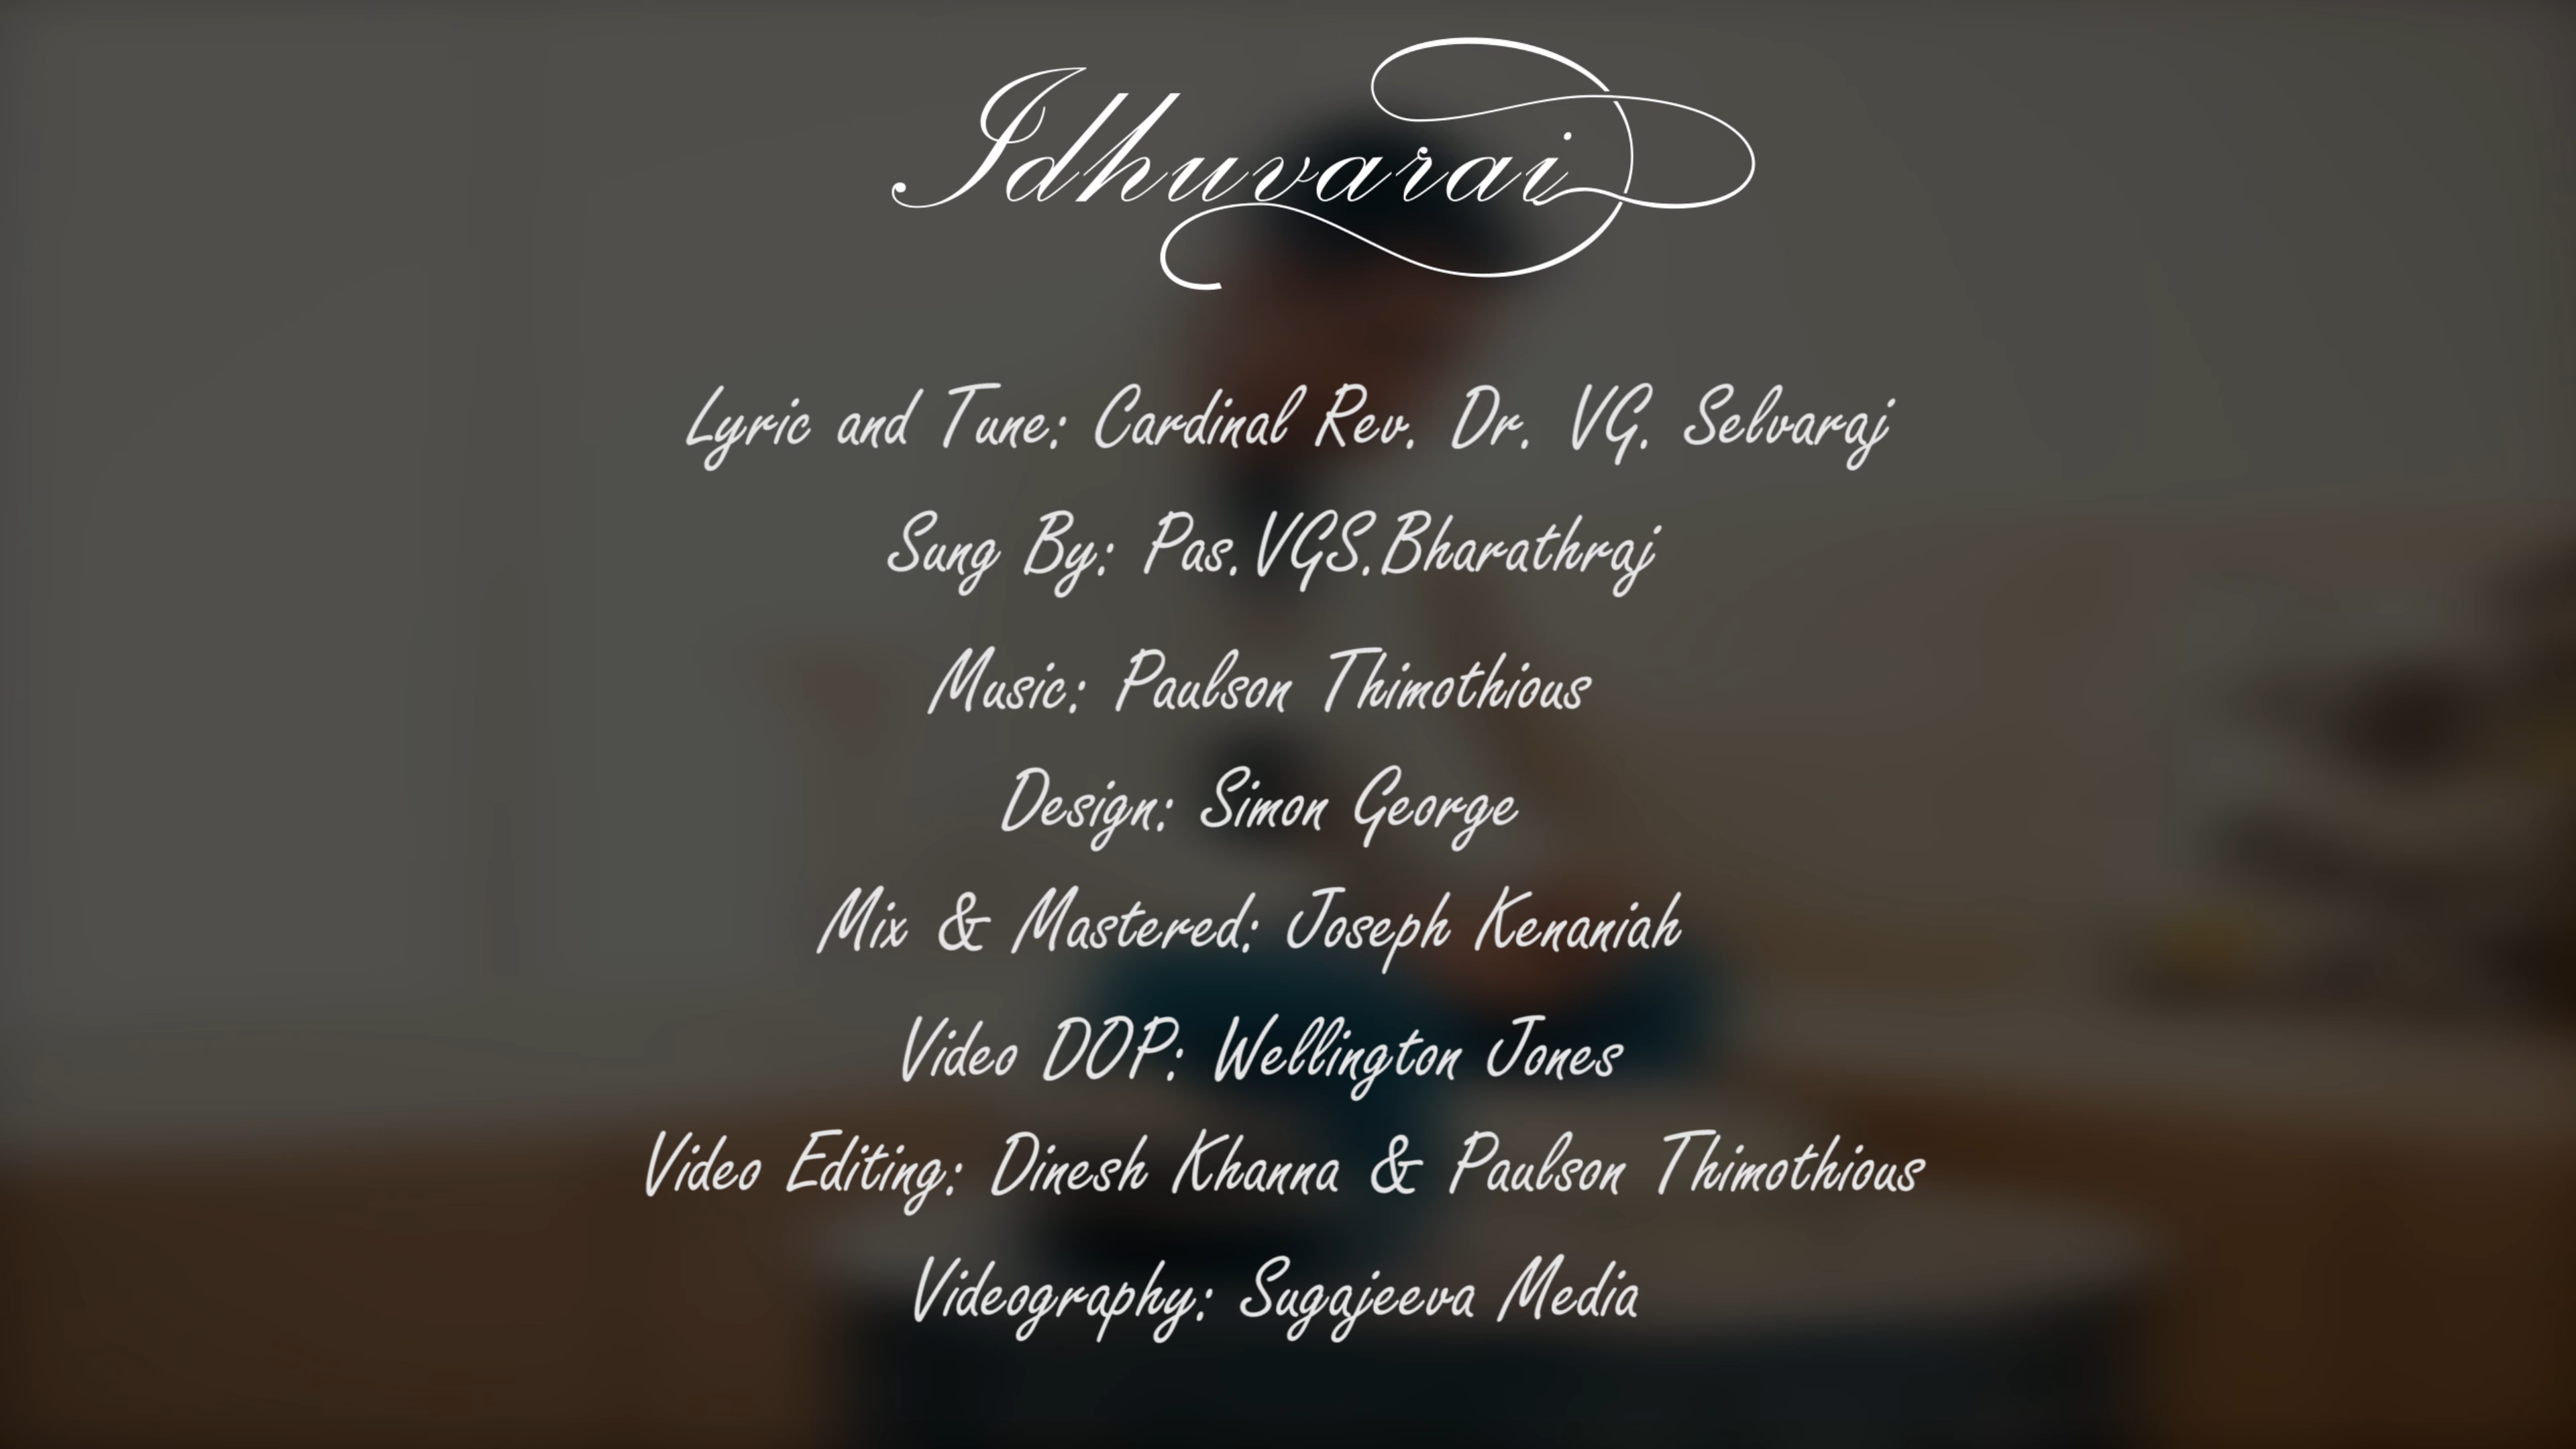 Idhuvarai
Lyric and Tune: Cardinal Rev. Dr. VG. Selvaraj
Sung By: Pas.VGS.Bharathraj
Music: Paulson Thimothious
Design: Simon George
Mix & Mastered: Joseph Kenaniah
Video DOP: Wellington Jones
Video Editing: Dinesh Khanna & Paulson Thimothious
Videography: Sugajeeva Media